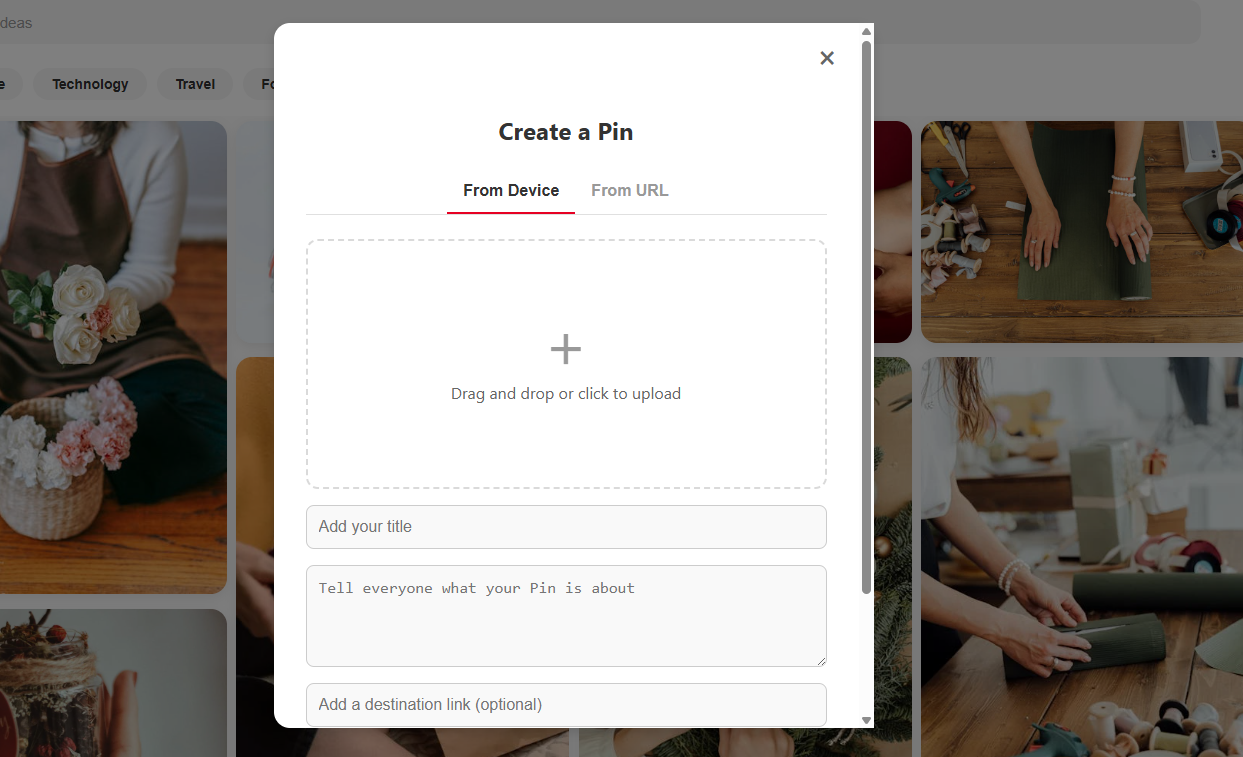 deas
e
Technology
Travel
Fo
×
Create a Pin
From Device
From URL
Drag and drop or click to upload
Add your title
Tell everyone what your Pin is about
Add a destination link (optional)